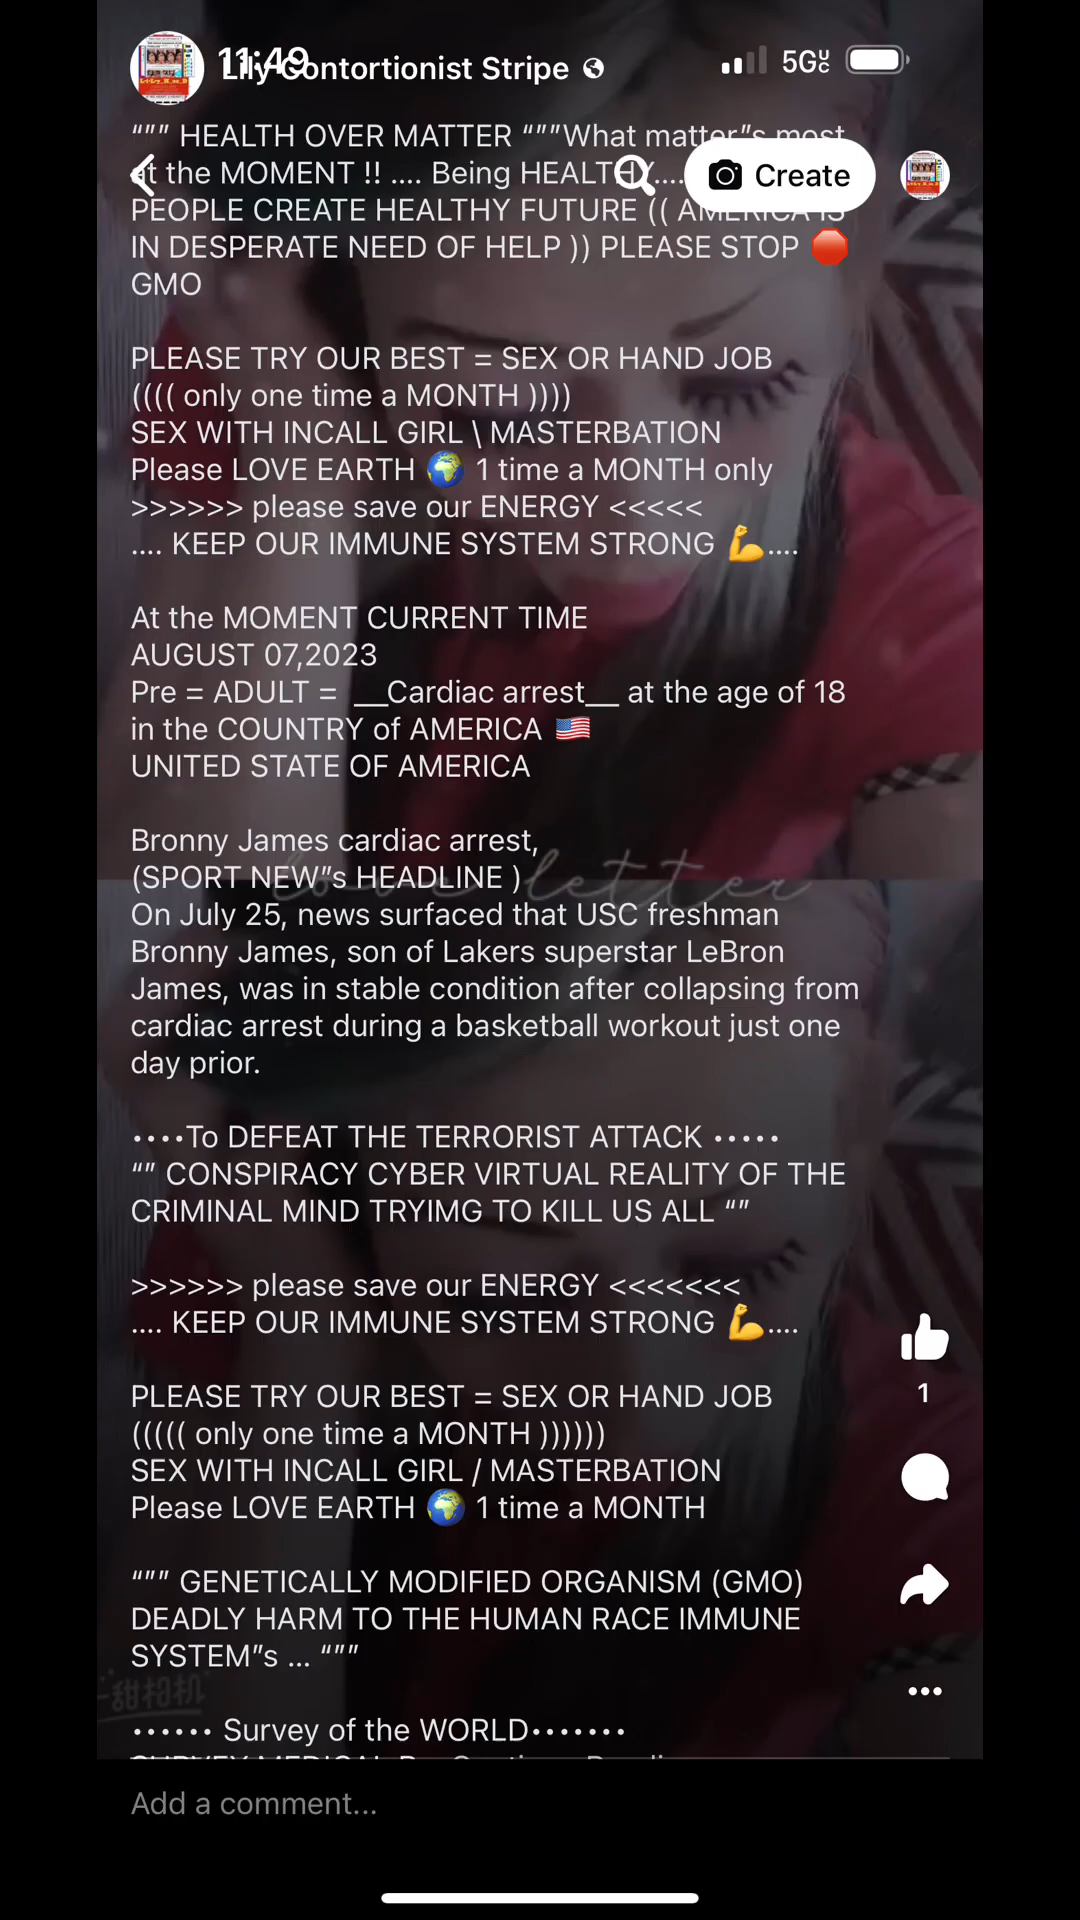 11:49
Lily Contortionist Stripe
5G UC
“”” HEALTH OVER MATTER “””What matter”s most
at the MOMENT !! .... Being HEALTHY....
Create
PEOPLE CREATE HEALTHY FUTURE (( AMERICA IS
IN DESPERATE NEED OF HELP )) PLEASE STOP 🛑
GMO
PLEASE TRY OUR BEST = SEX OR HAND JOB
(((( only one time a MONTH ))))
SEX WITH INCALL GIRL \ MASTERBATION
Please LOVE EARTH 🌍 1 time a MONTH only
>>>>>> please save our ENERGY <<<<<
.... KEEP OUR IMMUNE SYSTEM STRONG 💪....
At the MOMENT CURRENT TIME
AUGUST 07,2023
Pre = ADULT = __Cardiac arrest__ at the age of 18
in the COUNTRY of AMERICA 🇺🇸
UNITED STATE OF AMERICA
Bronny James cardiac arrest,
(SPORT NEW”s HEADLINE )
love letter
On July 25, news surfaced that USC freshman
Bronny James, son of Lakers superstar LeBron
James, was in stable condition after collapsing from
cardiac arrest during a basketball workout just one
day prior.
••••To DEFEAT THE TERRORIST ATTACK •••••
“” CONSPIRACY CYBER VIRTUAL REALITY OF THE
CRIMINAL MIND TRYIMG TO KILL US ALL “”
>>>>>> please save our ENERGY <<<<<<<
.... KEEP OUR IMMUNE SYSTEM STRONG 💪....
PLEASE TRY OUR BEST = SEX OR HAND JOB
((((( only one time a MONTH ))))))
SEX WITH INCALL GIRL / MASTERBATION
Please LOVE EARTH 🌍 1 time a MONTH
1
“”” GENETICALLY MODIFIED ORGANISM (GMO)
DEADLY HARM TO THE HUMAN RACE IMMUNE
SYSTEM”s ... “””
甜相机
•••••• Survey of the WORLD•••••••
Add a comment...